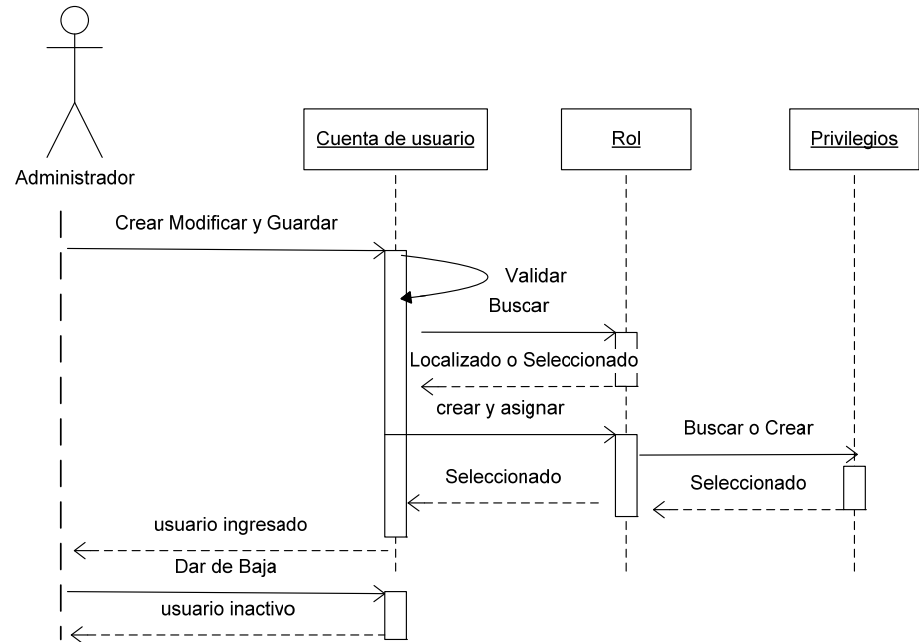 Cuenta de usuario
Rol
Privilegios
Administrador
Crear Modificar y Guardar
Validar
Buscar
Localizado o Seleccionado
crear y asignar
Buscar o Crear
Seleccionado
Seleccionado
usuario ingresado
Dar de Baja
usuario inactivo